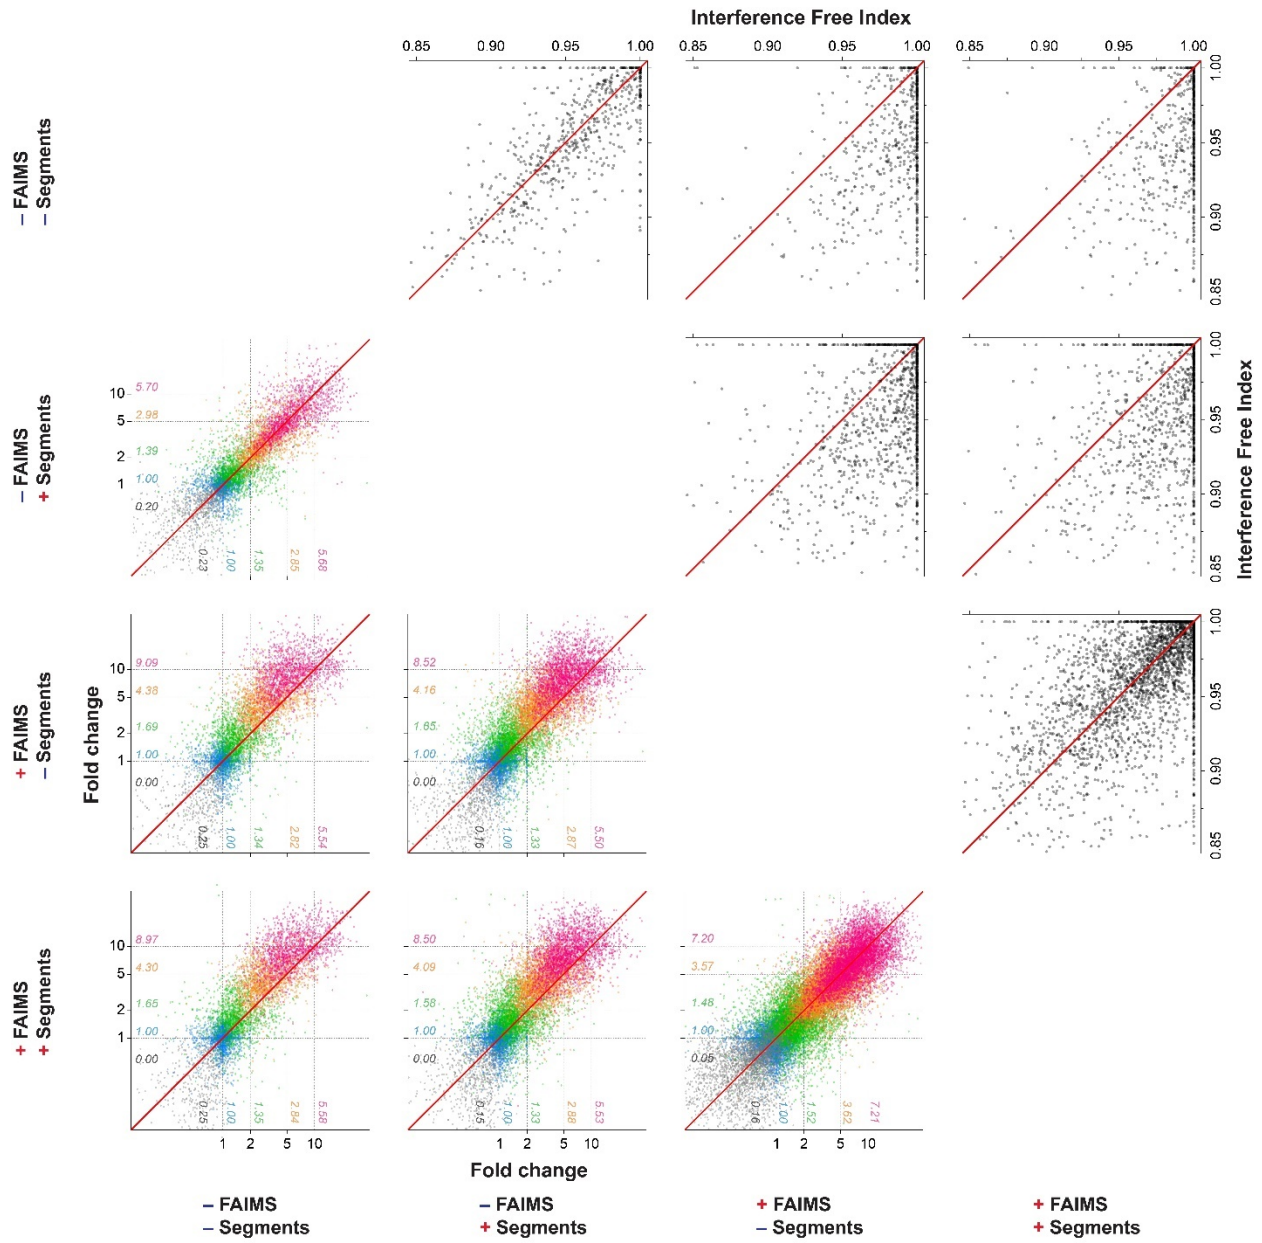 Interference Free Index
0.85 0.90 0.95 1.00 0.85 0.90 0.95 1.00 0.85 0.90 0.95 1.00
– FAIMS
– Segments
1.00
0.95
0.90
0.85
– FAIMS
+ Segments
10
5
2
1
5.70
2.98
1.39
1.00
0.20
0.23 1.00 1.35 2.85 5.68
1.00
0.95
0.90
0.85
Interference Free Index
+ FAIMS
– Segments
Fold change
10
5
2
1
9.09
4.38
1.69
1.00
0.00
0.25 1.00 1.34 2.82 5.54
8.52
4.16
1.65
1.00
0.00
0.16 1.00 1.33 2.87 5.50
1.00
0.95
0.90
0.85
+ FAIMS
+ Segments
10
5
2
1
8.97
4.30
1.65
1.00
0.00
0.25 1.00 1.35 2.84 5.58
8.50
4.09
1.58
1.00
0.00
0.15 1.00 1.33 2.88 5.53
7.20
3.57
1.48
1.00
0.05
0.16 1.00 1.52 3.62 7.21
1 2 5 10 1 2 5 10 1 2 5 10
Fold change
– FAIMS
– Segments
– FAIMS
+ Segments
+ FAIMS
– Segments
+ FAIMS
+ Segments